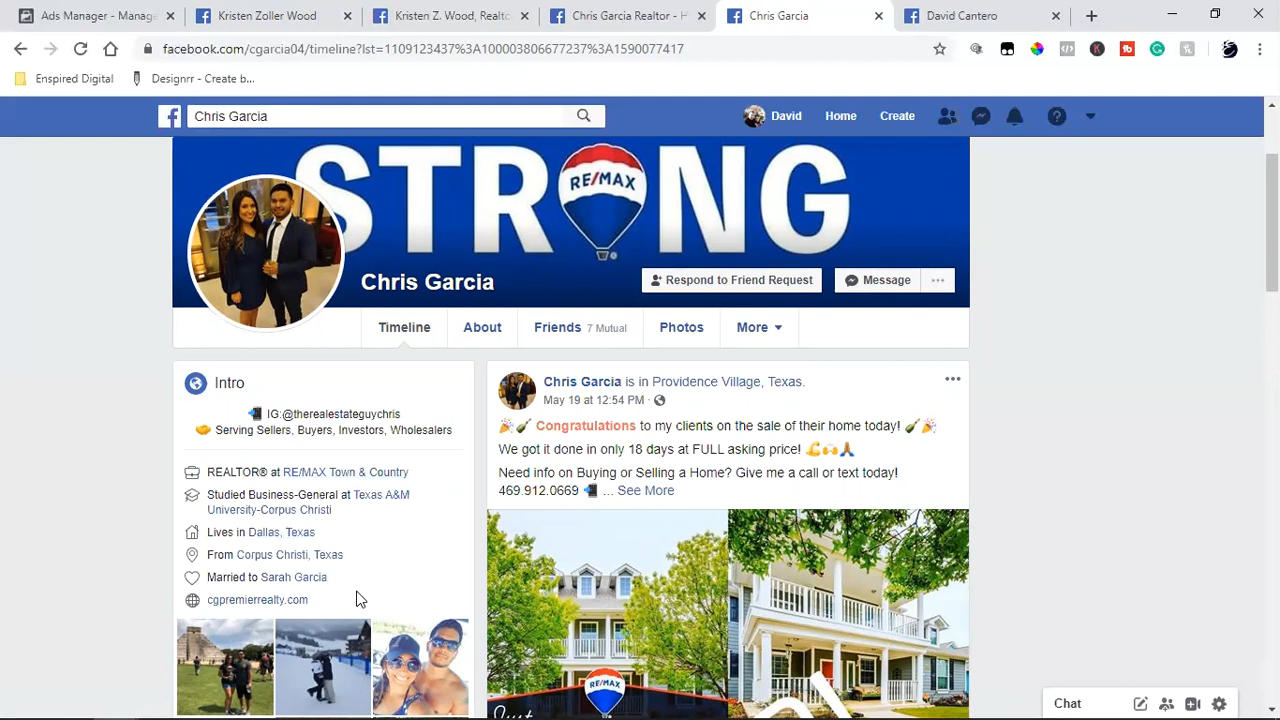 Ads Manager - Manage
Kristen Zoller Wood
Kristen Z. Wood, Realto
Chris Garcia Realtor - H
Chris Garcia
David Cantero
facebook.com/cgarcia04/timeline?lst=1109123437%3A100003806677237%3A1590077417
Enspired Digital
Designrr - Create b...
Chris Garcia
David
Home
Create
STRONG
RE/MAX
Chris Garcia
Respond to Friend Request
Message
Timeline
About
Friends 7 Mutual
Photos
More
Intro
IG:@therealestateguychris
Serving Sellers, Buyers, Investors, Wholesalers
REALTOR® at RE/MAX Town & Country
Studied Business-General at Texas A&M
University-Corpus Christi
Lives in Dallas, Texas
From Corpus Christi, Texas
Married to Sarah Garcia
cgpremierrealty.com
Chris Garcia is in Providence Village, Texas.
May 19 at 12:54 PM ·
🎉🍾 Congratulations to my clients on the sale of their home today! 🍾🎉
We got it done in only 18 days at FULL asking price! 💪🙌🙏
Need info on Buying or Selling a Home? Give me a call or text today!
469.912.0669 📲 ... See More
RE/MAX
Just
Chat